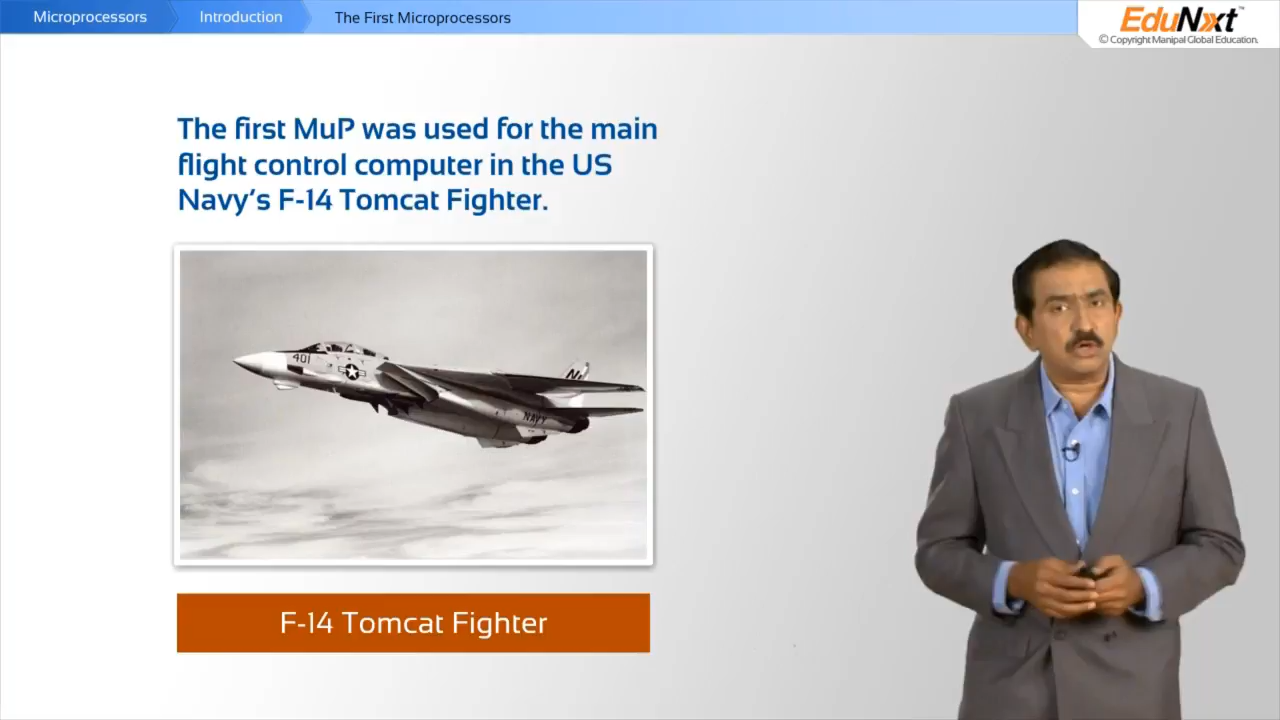 Microprocessors
Introduction
The First Microprocessors
EduNxt™
© Copyright Manipal Global Education.
The first MuP was used for the main
flight control computer in the US
Navy's F-14 Tomcat Fighter.
401
NAVY
F-14 Tomcat Fighter